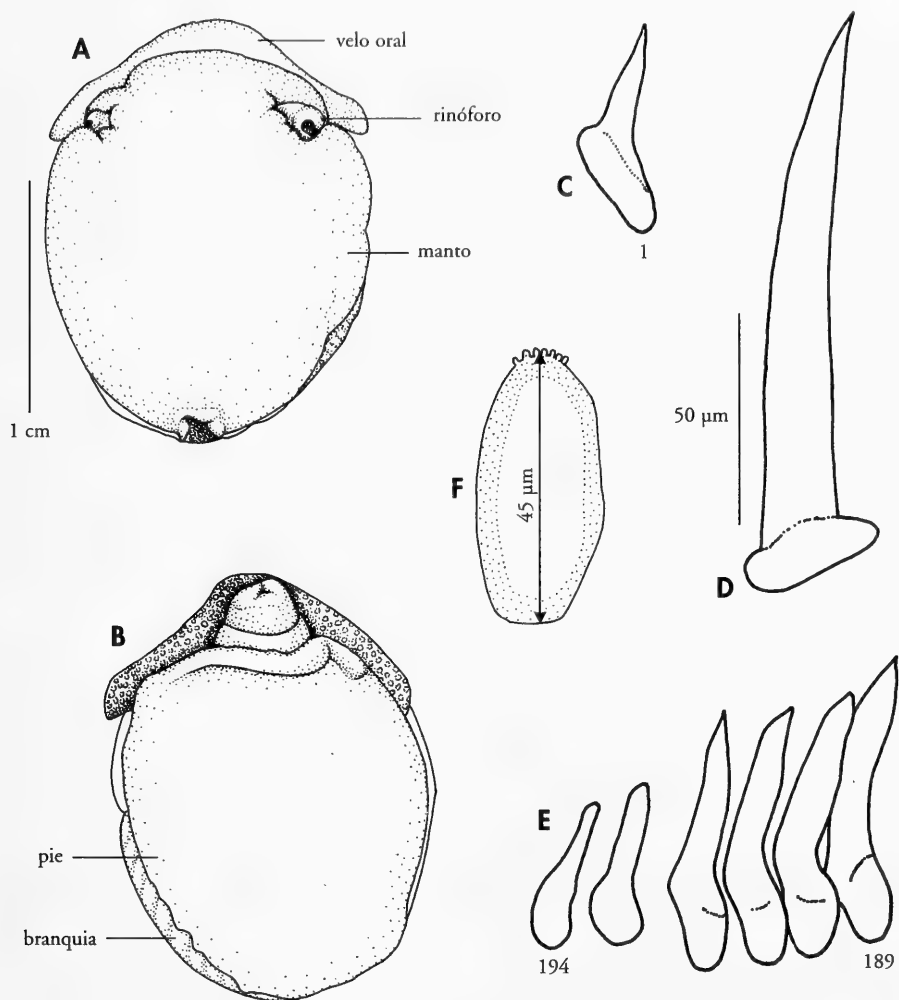 A
velo oral
rinóforo
manto
1 cm
B
pie
branquia
C
1
50 µm
D
F
45 µm
E
194
189